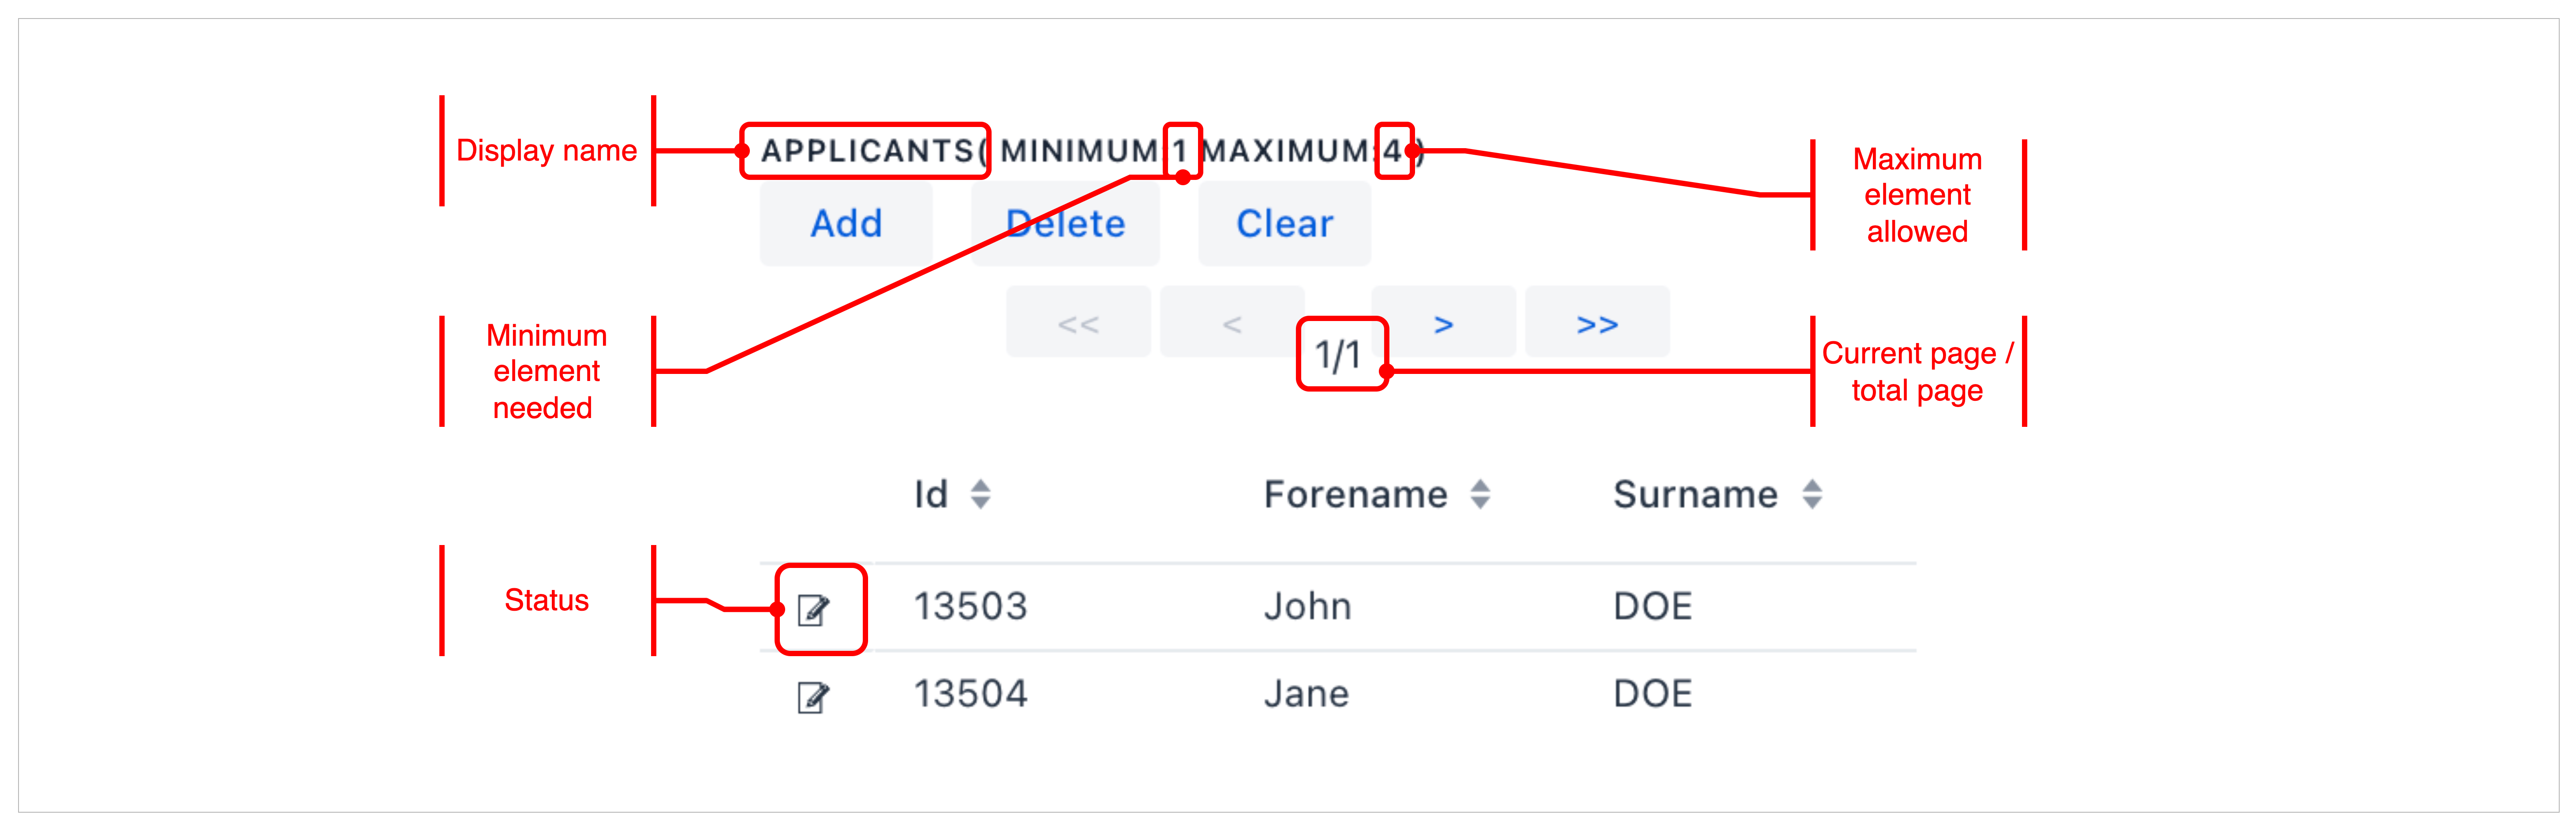 Display name
APPLICANTS( MINIMUM:1 MAXIMUM:4 )
Maximum
element
allowed
Add Delete Clear
<< < 1/1 > >>
Minimum
element
needed
Current page /
total page
Id Forename Surname
Status
13503 John DOE
13504 Jane DOE